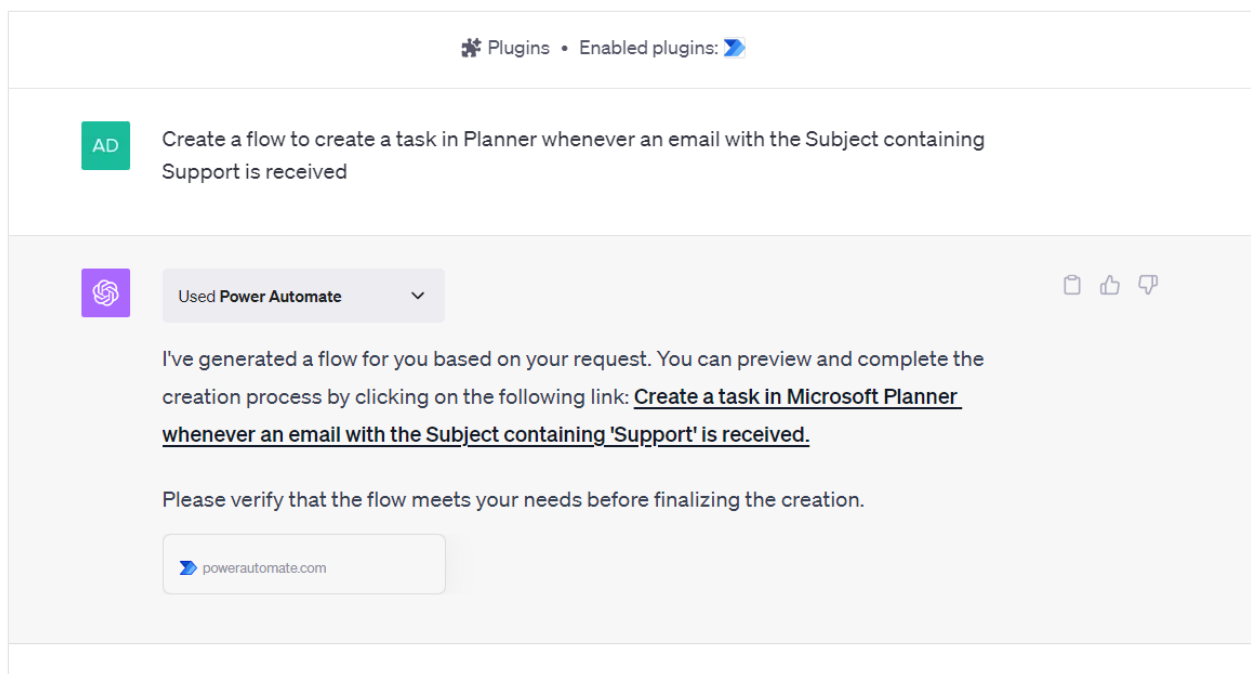 Plugins • Enabled plugins:
AD
Create a flow to create a task in Planner whenever an email with the Subject containing
Support is received
Used Power Automate
I've generated a flow for you based on your request. You can preview and complete the
creation process by clicking on the following link: Create a task in Microsoft Planner
whenever an email with the Subject containing 'Support' is received.
Please verify that the flow meets your needs before finalizing the creation.
powerautomate.com